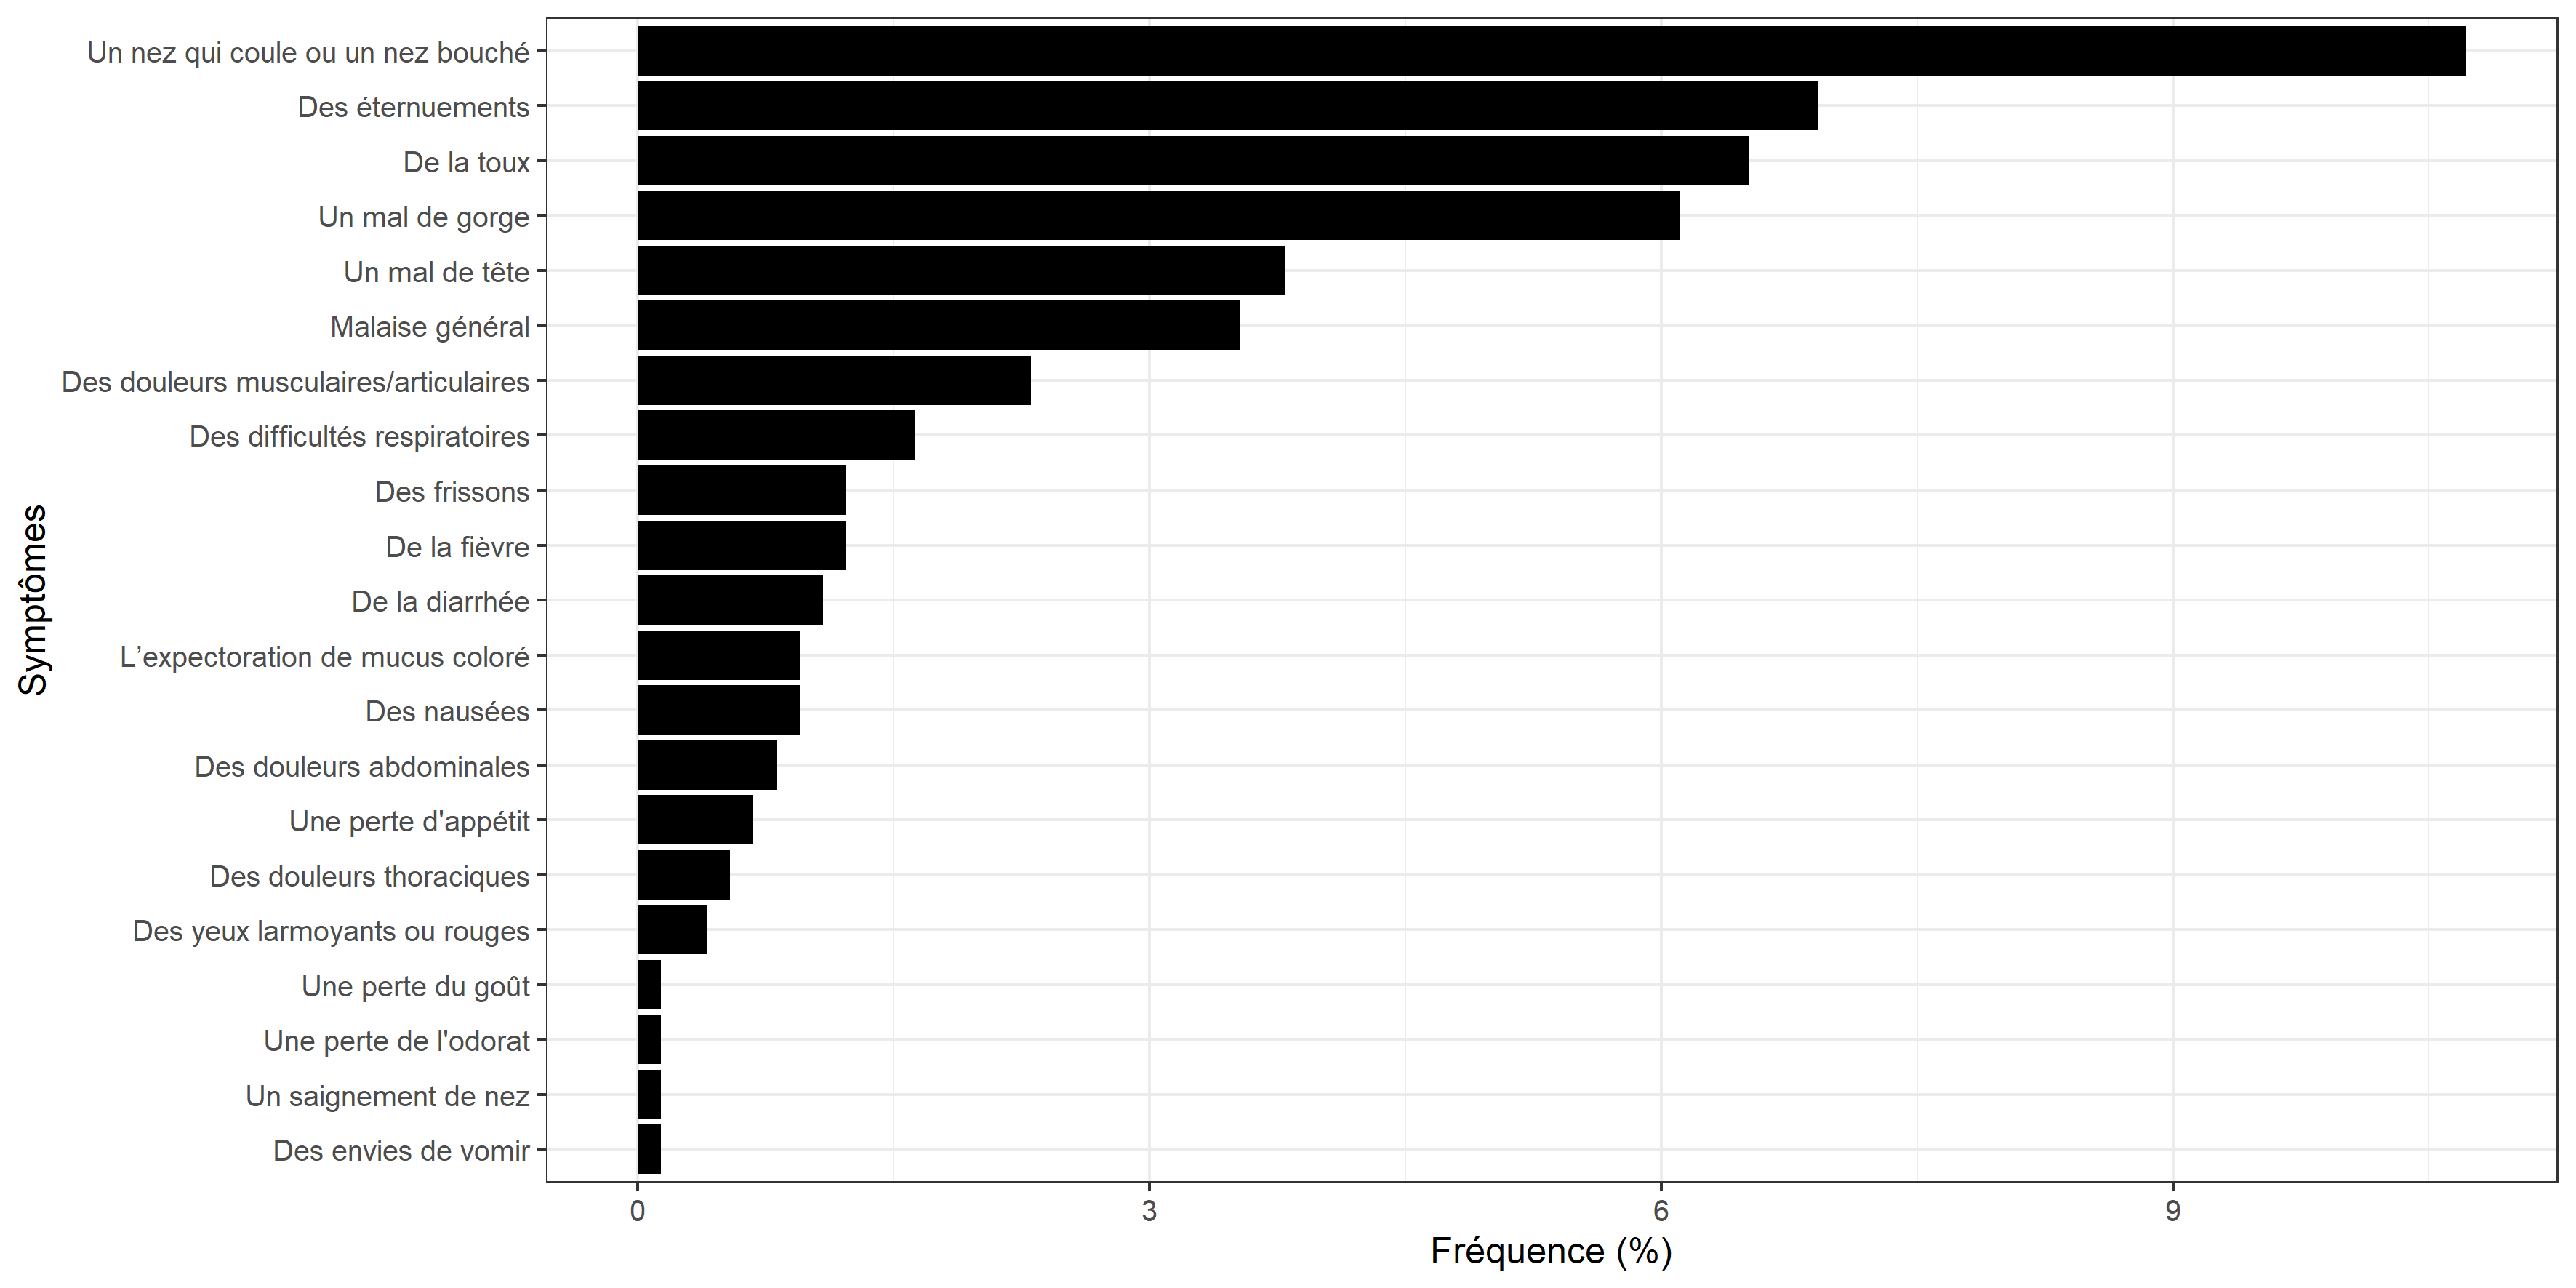 Un nez qui coule ou un nez bouché
Des éternuements
De la toux
Un mal de gorge
Un mal de tête
Malaise général
Des douleurs musculaires/articulaires
Des difficultés respiratoires
Des frissons
De la fièvre
De la diarrhée
L’expectoration de mucus coloré
Des nausées
Des douleurs abdominales
Une perte d'appétit
Des douleurs thoraciques
Des yeux larmoyants ou rouges
Une perte du goût
Une perte de l'odorat
Un saignement de nez
Des envies de vomir
Symptômes
0 3 6 9
Fréquence (%)